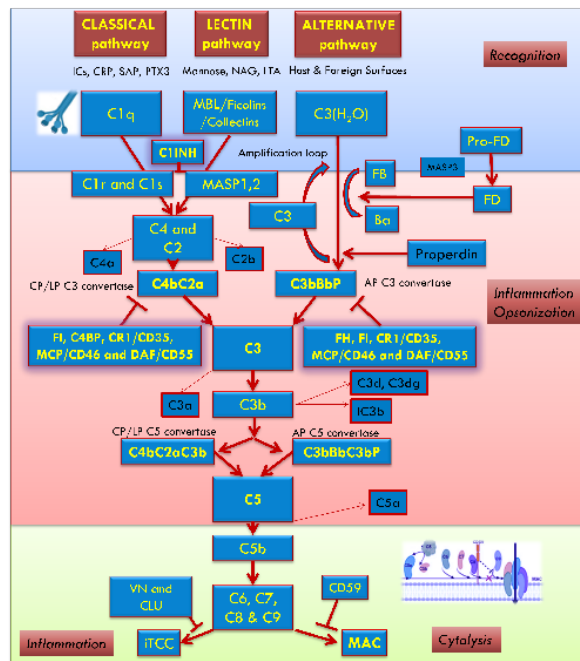 CLASSICAL
pathway
LECTIN
pathway
ALTERNATIVE
pathway
Recognition
ICs, CRP, SAP, PTX3
Mannose, NAG, LTA
Host & Foreign Surfaces
C1q
MBL/Ficolins
/Collectins
C3(H₂O)
Pro-FD
C1INH
Amplification loop
FB
MASP3
C1r and C1s
MASP1,2
FD
C3
Ba
C4 and
C2
Properdin
C4a
C2b
CP/LP C3 convertase
C4bC2a
C3bBbP
AP C3 convertase
Inflammation
Opsonization
FI, C4BP, CR1/CD35,
MCP/CD46 and DAF/CD55
FH, FI, CR1/CD35,
MCP/CD46 and DAF/CD55
C3
C3d, C3dg
C3a
C3b
iC3b
CP/LP C5 convertase
AP C5 convertase
C4bC2aC3b
C3bBbC3bP
C5
C5a
C5b
VN and
CLU
C6, C7,
C8 & C9
CD59
Inflammation
iTCC
MAC
Cytolysis